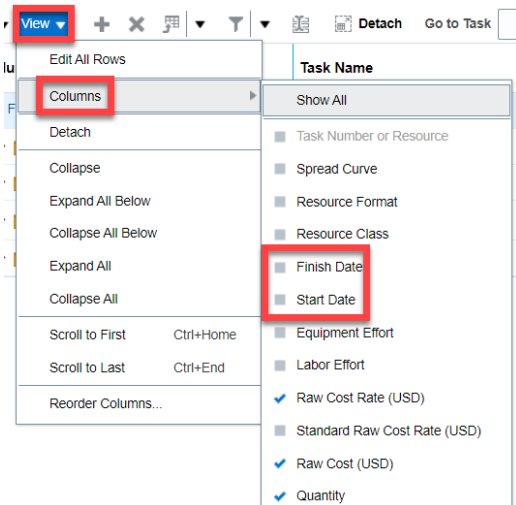 View
Detach
Go to Task
Task Name
Edit All Rows
Columns
Detach
Collapse
Expand All Below
Collapse All Below
Expand All
Collapse All
Scroll to First Ctrl+Home
Scroll to Last Ctrl+End
Reorder Columns...
Show All
Task Number or Resource
Spread Curve
Resource Format
Resource Class
Finish Date
Start Date
Equipment Effort
Labor Effort
Raw Cost Rate (USD)
Standard Raw Cost Rate (USD)
Raw Cost (USD)
Quantity